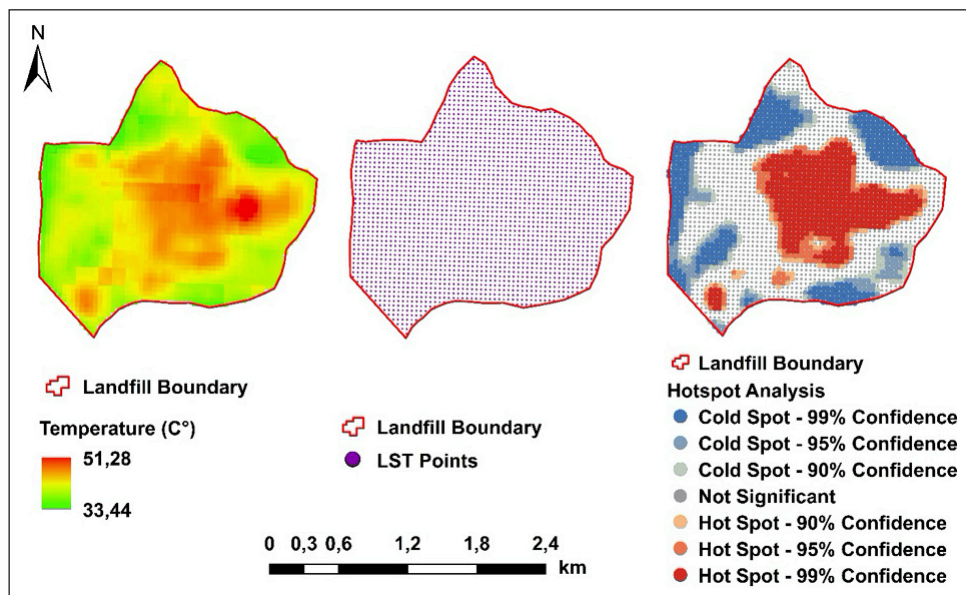 N
Landfill Boundary
Temperature (C°)
51,28
33,44
Landfill Boundary
LST Points
0 0,3 0,6 1,2 1,8 2,4
km
Landfill Boundary
Hotspot Analysis
Cold Spot - 99% Confidence
Cold Spot - 95% Confidence
Cold Spot - 90% Confidence
Not Significant
Hot Spot - 90% Confidence
Hot Spot - 95% Confidence
Hot Spot - 99% Confidence